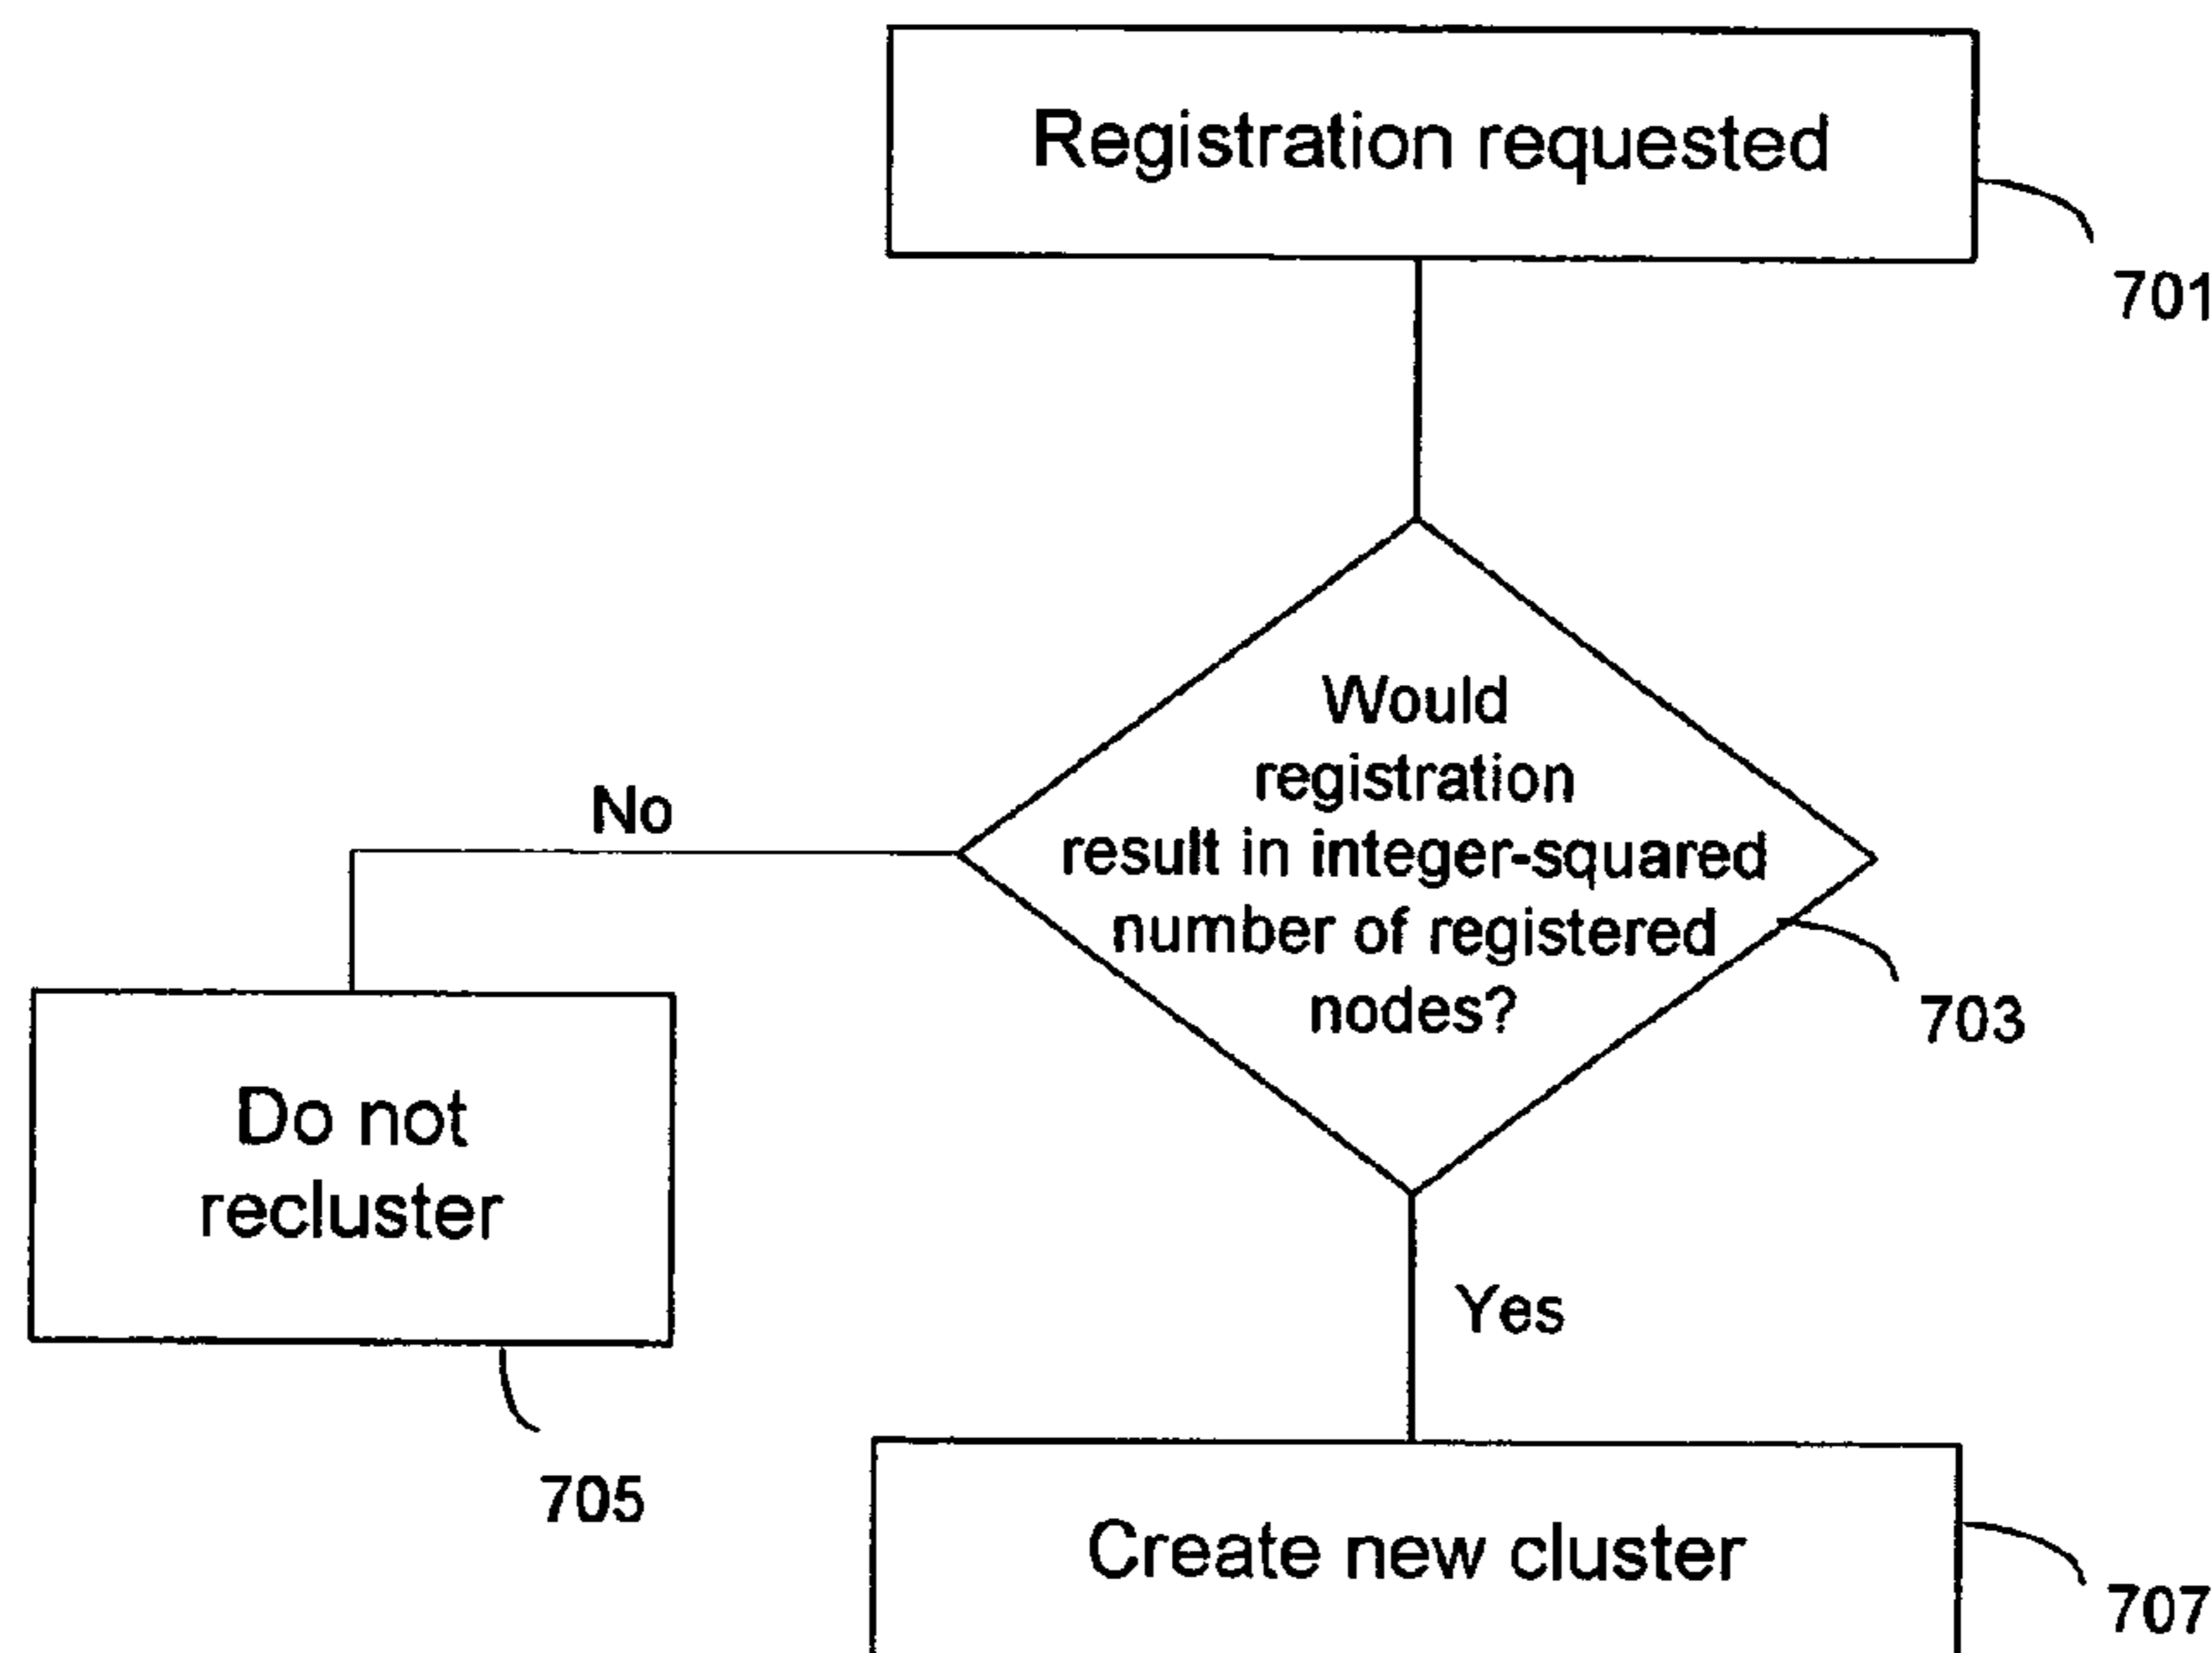 Registration requested
701
Would
registration
result in integer-squared
number of registered
nodes?
703
No
Do not
recluster
705
Yes
Create new cluster
707